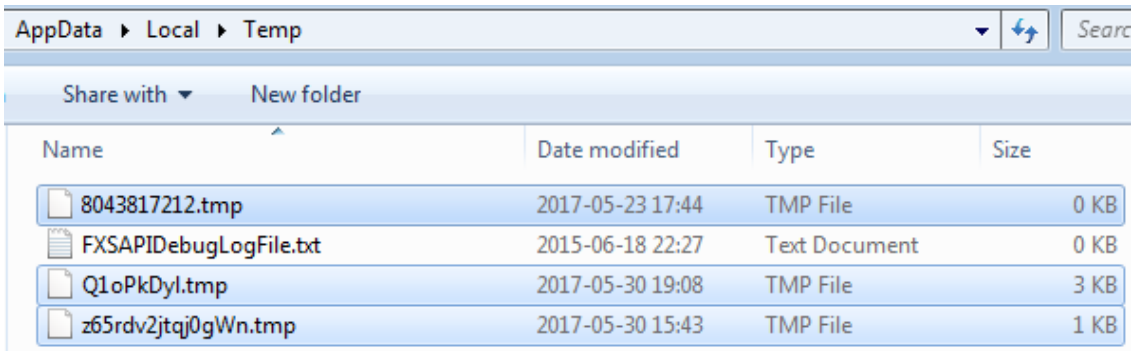 AppData Local Temp Searc
Share with New folder
Name Date modified Type Size
8043817212.tmp 2017-05-23 17:44 TMP File 0 KB
FXSAPIDebugLogFile.txt 2015-06-18 22:27 Text Document 0 KB
Q1oPkDyl.tmp 2017-05-30 19:08 TMP File 3 KB
z65rdv2jtqj0gWn.tmp 2017-05-30 15:43 TMP File 1 KB